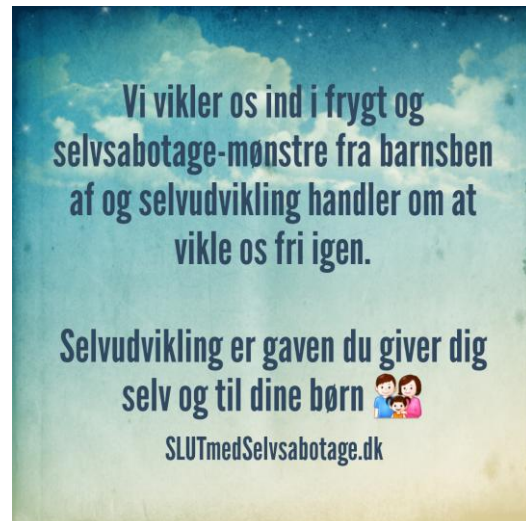 Vi vikler os ind i frygt og
selvsabotage-mønstre fra barnsben
af og selvudvikling handler om at
vikle os fri igen.
Selvudvikling er gaven du giver dig
selv og til dine børn 👨‍👩‍👧
SLUTmedSelvsabotage.dk